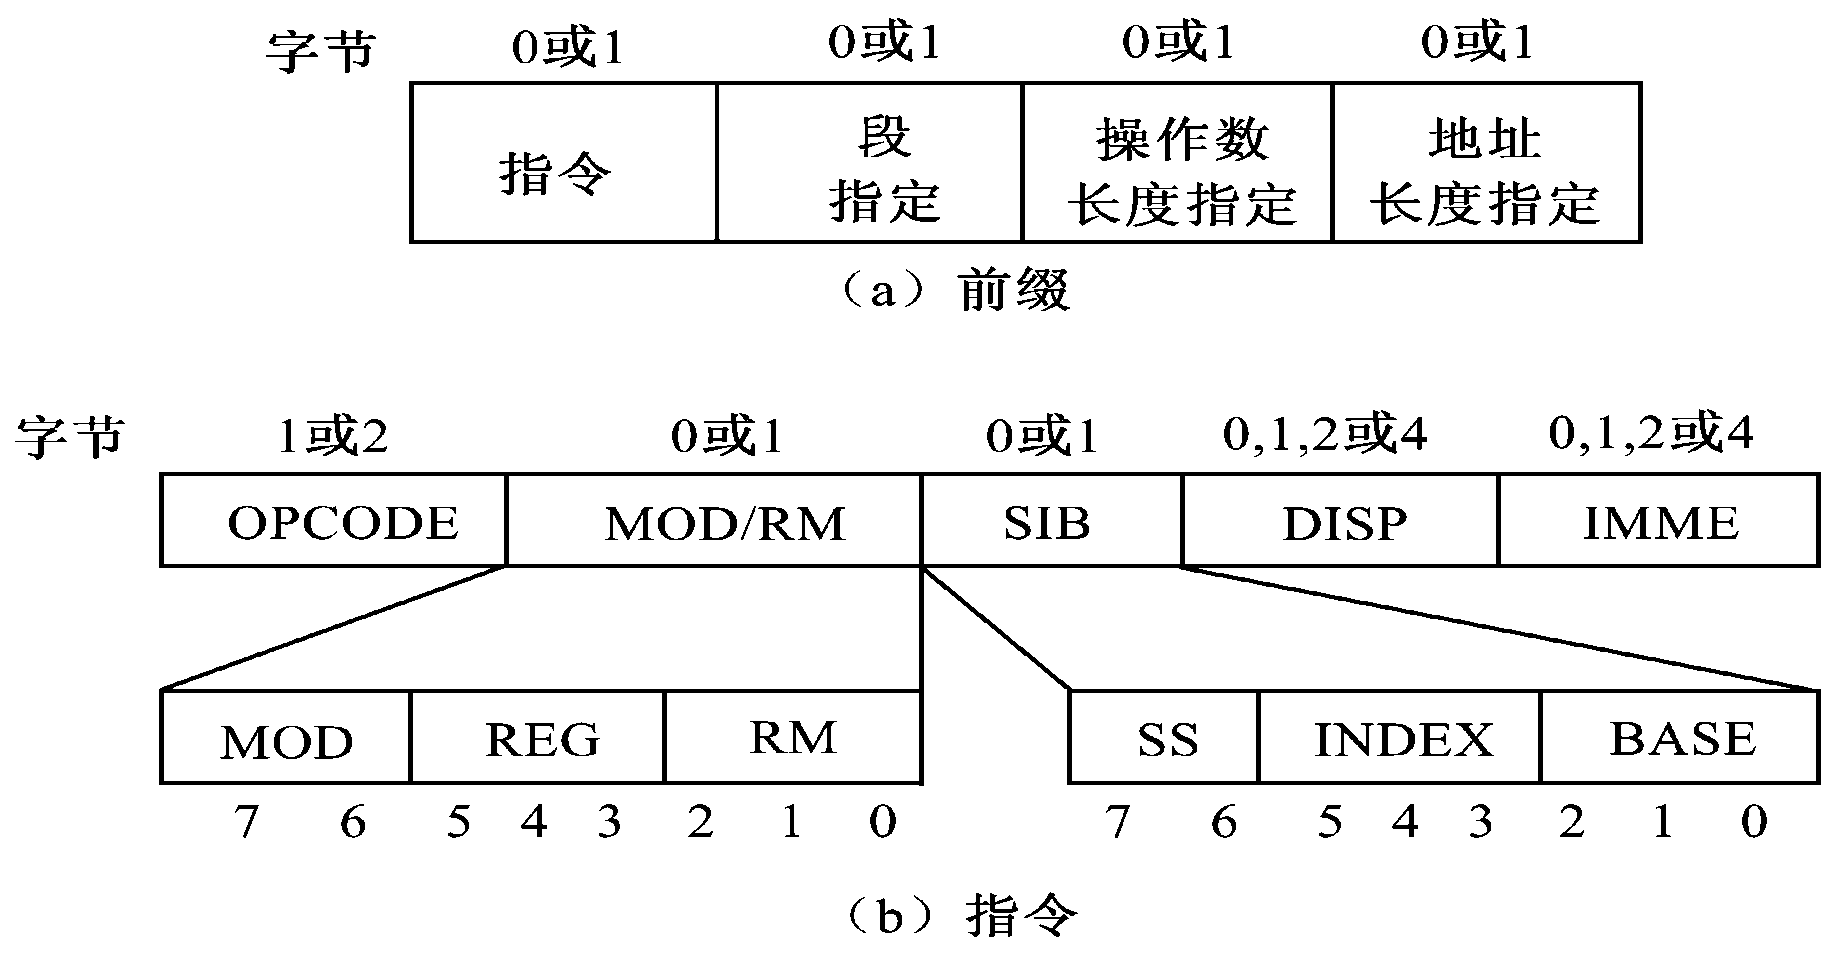 字节 0或1 0或1 0或1 0或1
指令 段指定 操作数长度指定 地址长度指定
（a）前缀
字节 1或2 0或1 0或1 0,1,2或4 0,1,2或4
OPCODE MOD/RM SIB DISP IMME
MOD REG RM SS INDEX BASE
7 6 5 4 3 2 1 0 7 6 5 4 3 2 1 0
（b）指令